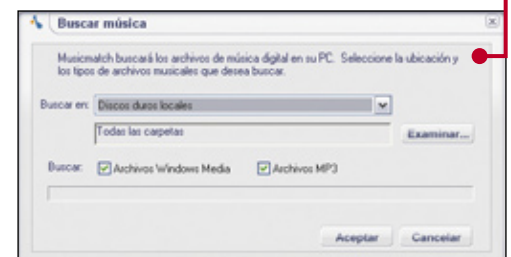 Buscar música
Musicmatch buscará los archivos de música digital en su PC. Seleccione la ubicación y
los tipos de archivos musicales que desea buscar.
Buscar en: Discos duros locales
Todas las carpetas Examinar...
Buscar: Archivos Windows Media Archivos MP3
Aceptar Cancelar